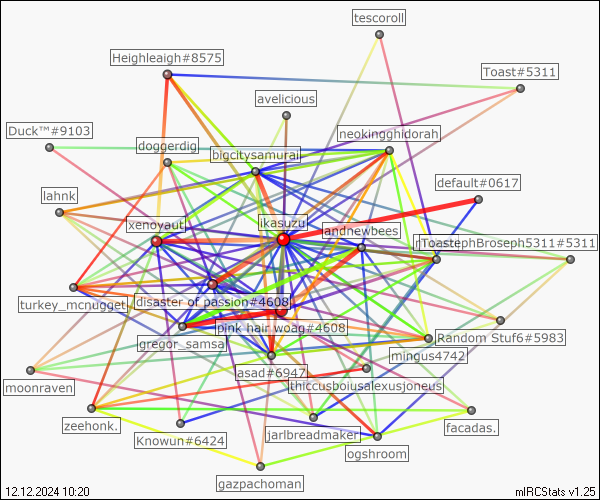 tescoroll
Heighleaigh#8575
Toast#5311
avelicious
Duck™#9103
neokingghidorah
doggerdig
bigcitysamurai
default#0617
lahnk
xenoyaut
ikasuzu
landnewbees
ToastephBroseph5311#5311
disaster of passion#4608
turkey_mcnugget
pink hair woag#4608
gregor_samsa
Random Stuf6#5983
mingus4742
asad#6947
moonraven
thiccusboiusalexusjoneus
zeehonk.
Knowun#6424
jarlbreadmaker
facadas.
ogshroom
gazpachoman
12.12.2024 10:20
mIRCStats v1.25